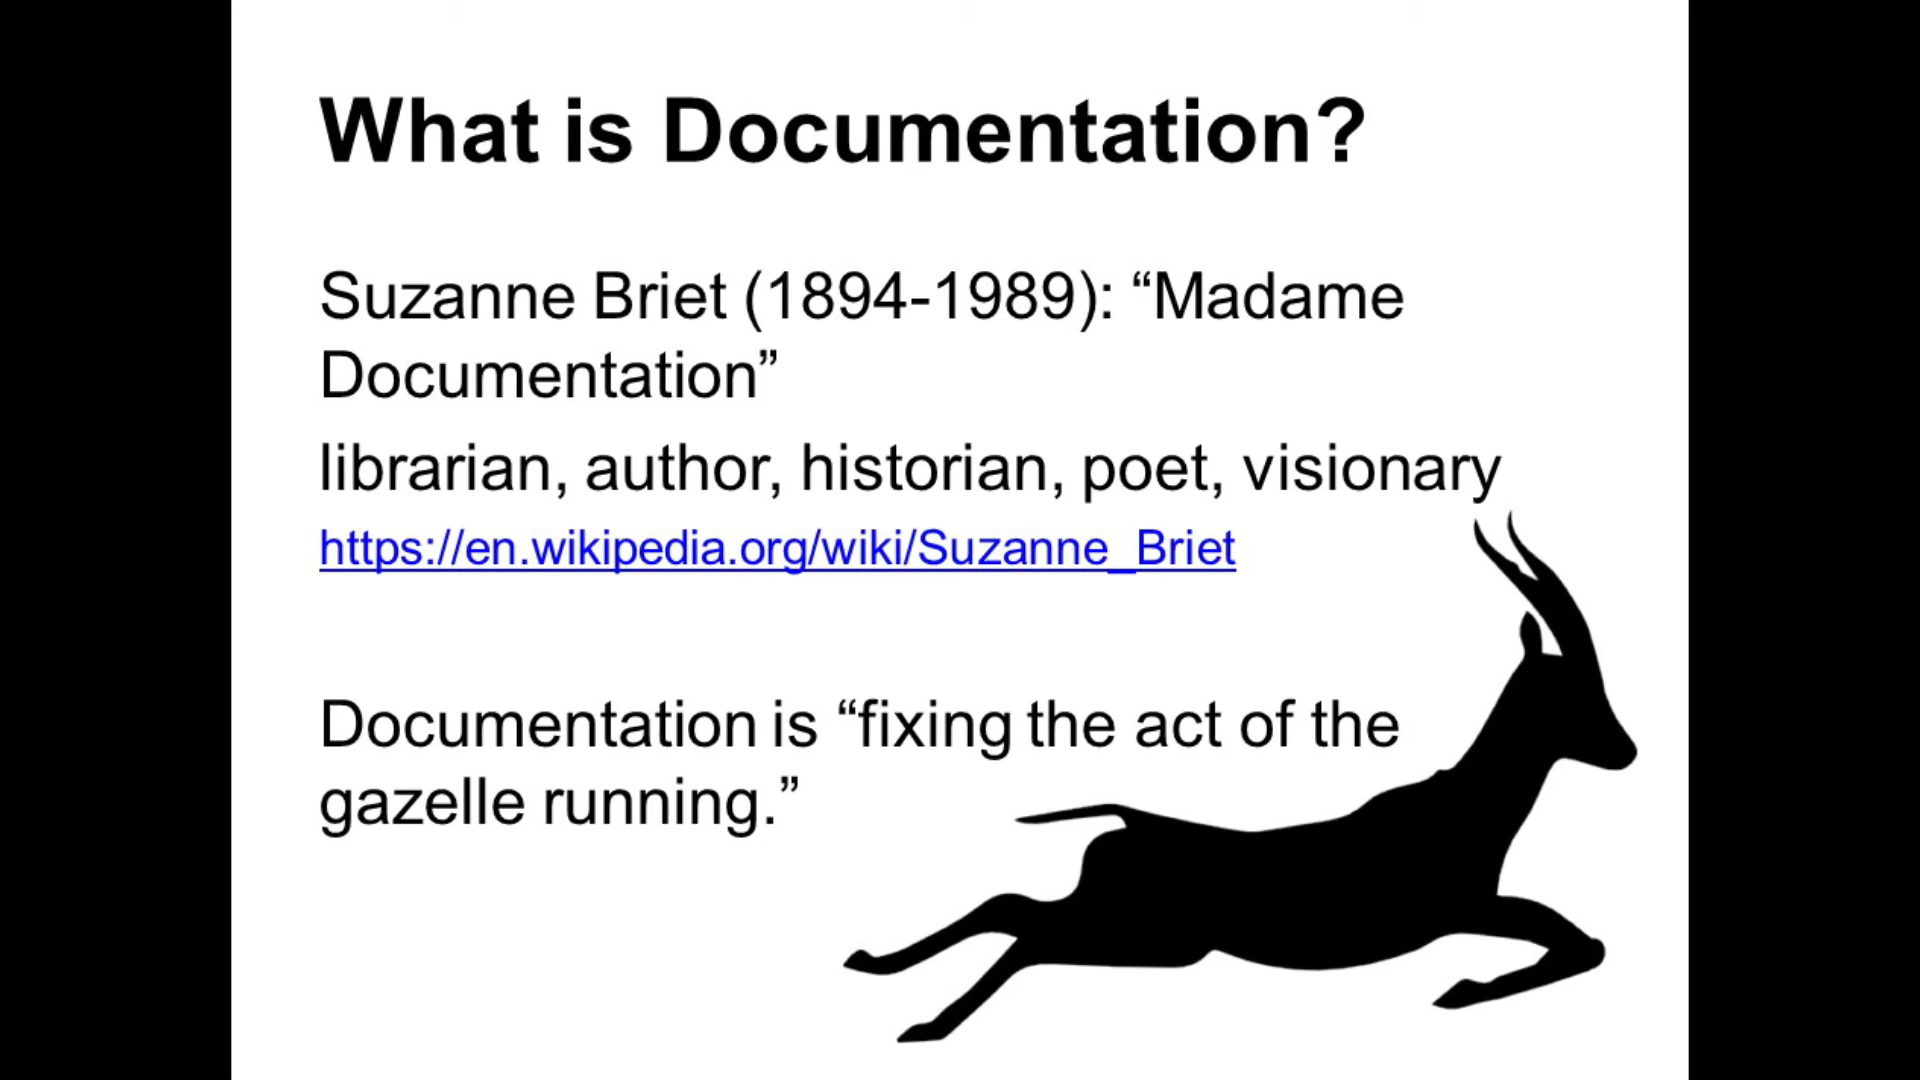 What is Documentation?
Suzanne Briet (1894-1989): “Madame
Documentation”
librarian, author, historian, poet, visionary
https://en.wikipedia.org/wiki/Suzanne_Briet
Documentation is “fixing the act of the
gazelle running.”